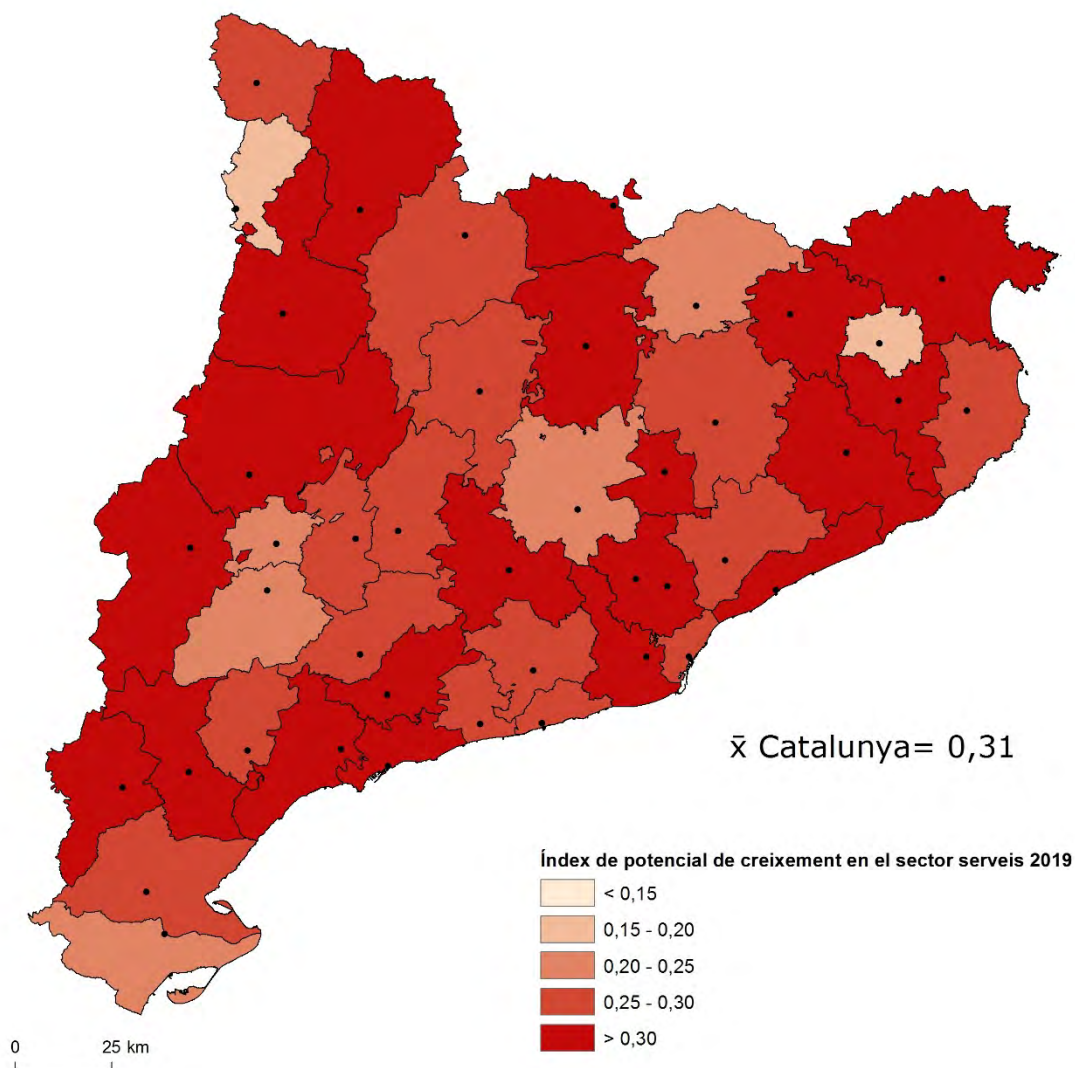 x̄ Catalunya= 0,31
Índex de potencial de creixement en el sector serveis 2019
< 0,15
0,15 - 0,20
0,20 - 0,25
0,25 - 0,30
> 0,30
0 25 km